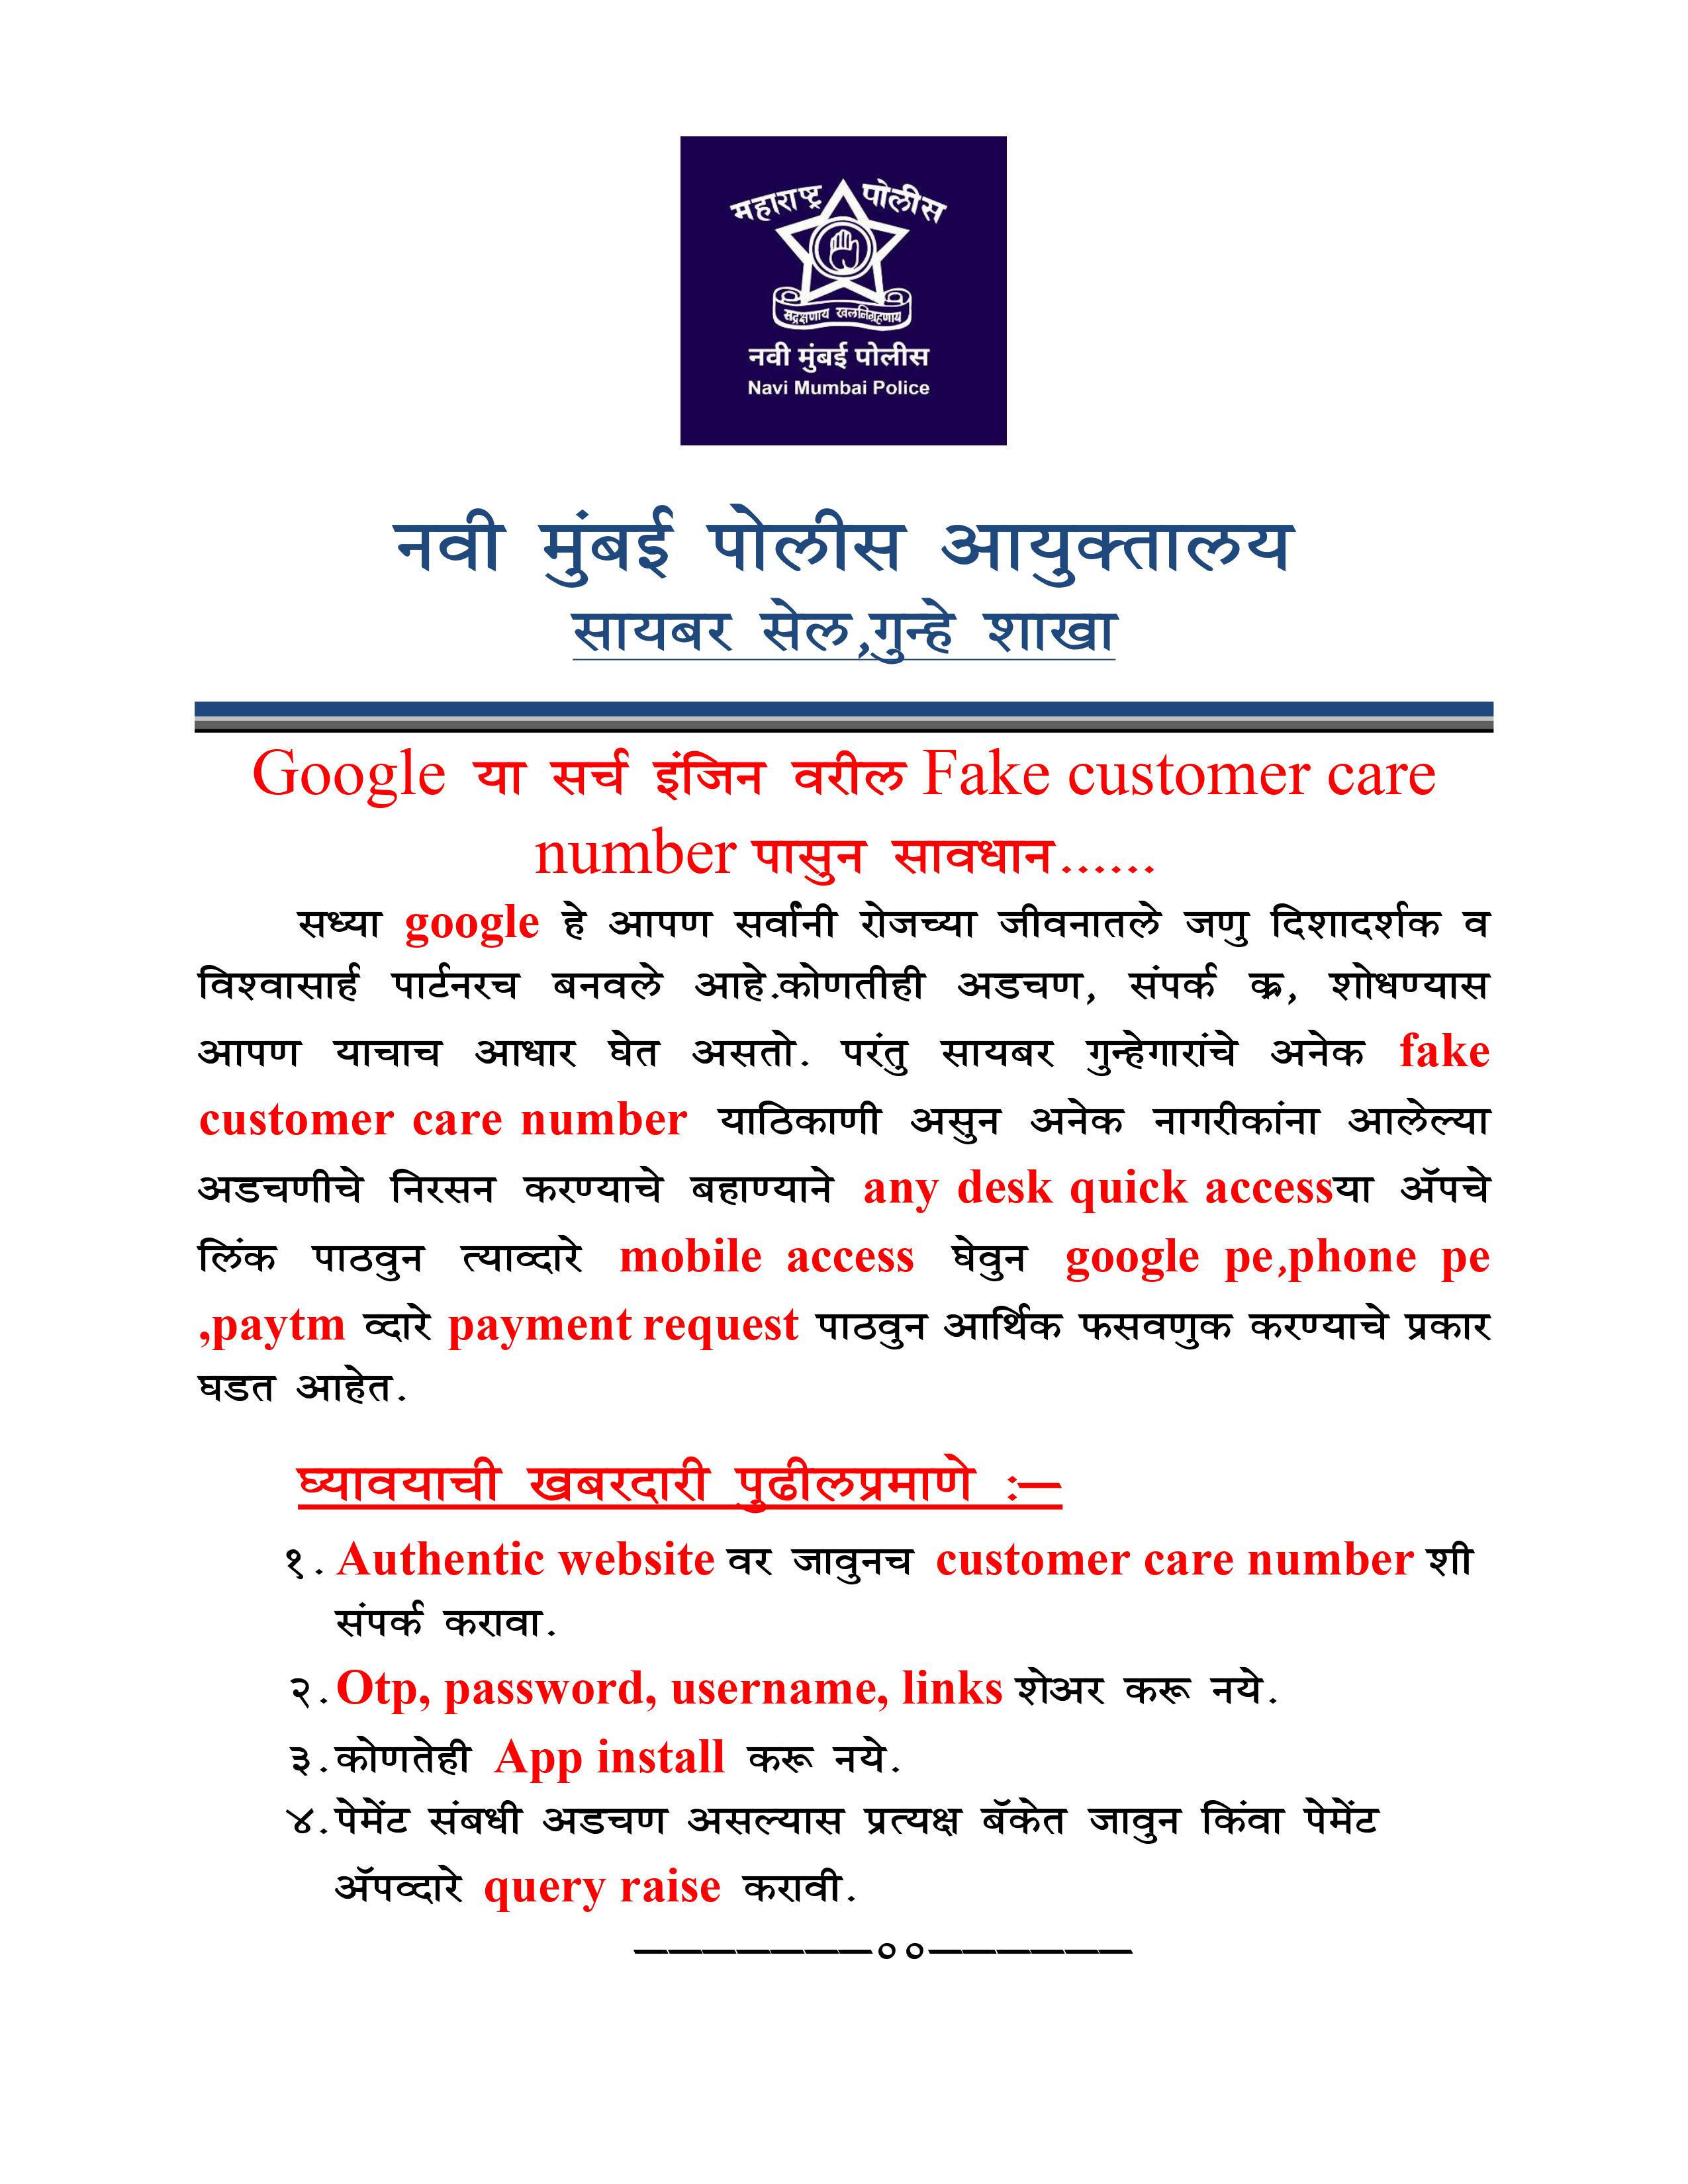 महाराष्ट्र पोलीस
सद्रक्षणाय खलनिग्रहणाय
नवी मुंबई पोलीस
Navi Mumbai Police
नवी मुंबई पोलीस आयुक्तालय
सायबर सेल,गुन्हे शाखा
Google या सर्च इंजिन वरील Fake customer care
number पासुन सावधान......
सध्या google हे आपण सर्वांनी रोजच्या जीवनातले जणु दिशादर्शक व
विश्वासार्ह पार्टनरच बनवले आहे.कोणतीही अडचण, संपर्क क्र, शोधण्यास
आपण याचाच आधार घेत असतो. परंतु सायबर गुन्हेगारांचे अनेक fake
customer care number याठिकाणी असुन अनेक नागरीकांना आलेल्या
अडचणीचे निरसन करण्याचे बहाण्याने any desk quick accessया ॲपचे
लिंक पाठवुन त्याव्दारे mobile access घेवुन google pe,phone pe
,paytm व्दारे payment request पाठवुन आर्थिक फसवणुक करण्याचे प्रकार
घडत आहेत.
घ्यावयाची खबरदारी पुढीलप्रमाणे :—
१. Authentic website वर जावुनच customer care number शी
संपर्क करावा.
२.Otp, password, username, links शेअर करू नये.
३.कोणतेही App install करू नये.
४.पेमेंट संबधी अडचण असल्यास प्रत्यक्ष बॅकेत जावुन किंवा पेमेंट
ॲपव्दारे query raise करावी.
———————००——————